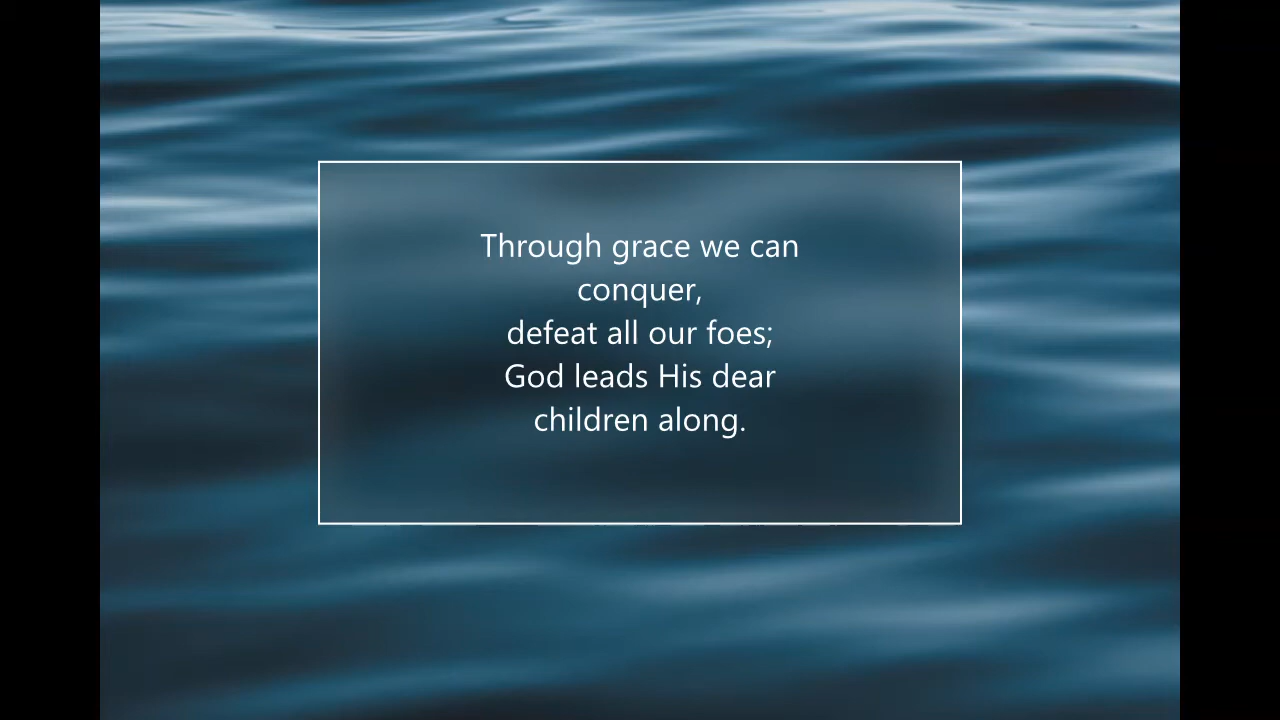 Through grace we can
conquer,
defeat all our foes;
God leads His dear
children along.